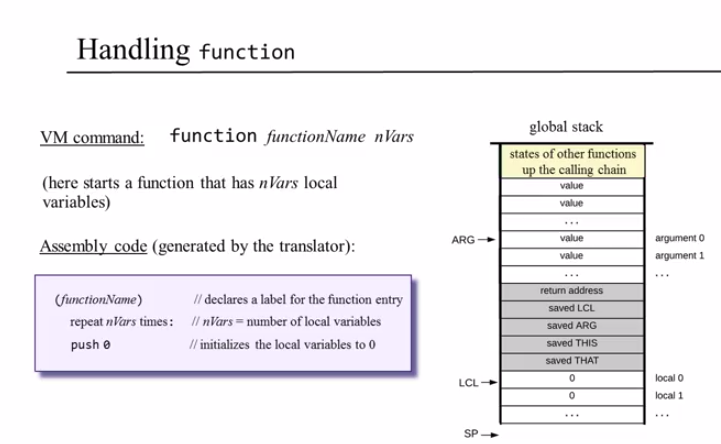 Handling function
VM command: function functionName nVars
(here starts a function that has nVars local
variables)
Assembly code (generated by the translator):
(functionName) // declares a label for the function entry
repeat nVars times: // nVars = number of local variables
push 0 // initializes the local variables to 0
global stack
states of other functions
up the calling chain
value
value
...
ARG value argument 0
value argument 1
... ...
return address
saved LCL
saved ARG
saved THIS
saved THAT
LCL 0 local 0
0 local 1
... ...
SP